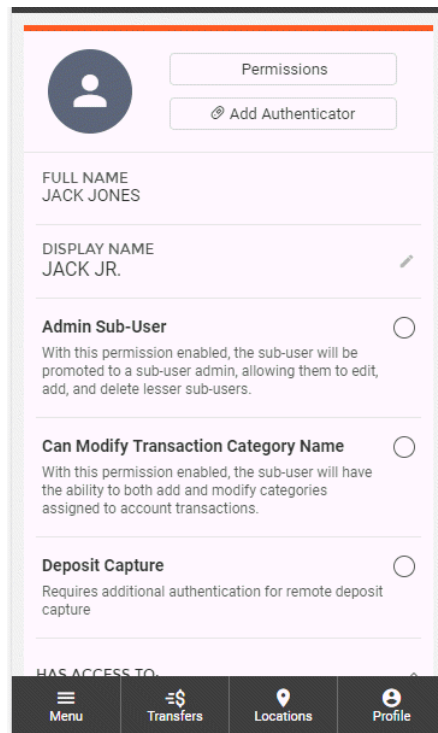 Permissions
Add Authenticator
FULL NAME
JACK JONES
DISPLAY NAME
JACK JR.
Admin Sub-User
With this permission enabled, the sub-user will be
promoted to a sub-user admin, allowing them to edit,
add, and delete lesser sub-users.
Can Modify Transaction Category Name
With this permission enabled, the sub-user will have
the ability to both add and modify categories
assigned to account transactions.
Deposit Capture
Requires additional authentication for remote deposit
capture
HAS ACCESS TO:
Menu
Transfers
Locations
Profile